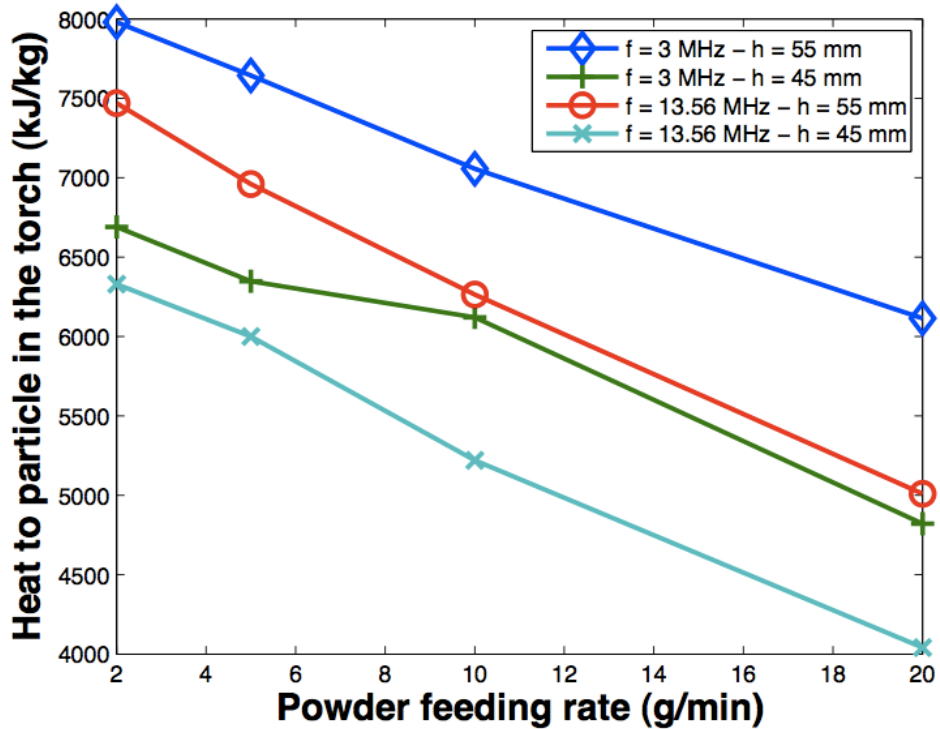 8000
7500
7000
6500
6000
5500
5000
4500
4000
Heat to particle in the torch (kJ/kg)
f = 3 MHz – h = 55 mm
f = 3 MHz – h = 45 mm
f = 13.56 MHz – h = 55 mm
f = 13.56 MHz – h = 45 mm
2 4 6 8 10 12 14 16 18 20
Powder feeding rate (g/min)